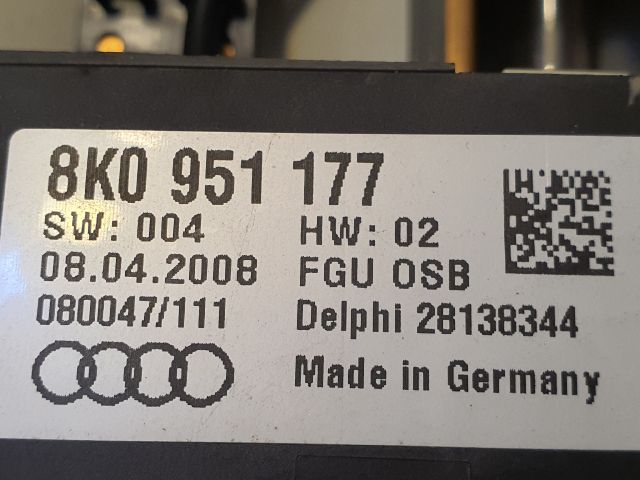 8K0 951 177
SW: 004 HW: 02
08.04.2008 FGU OSB
080047/111 Delphi 28138344
Made in Germany